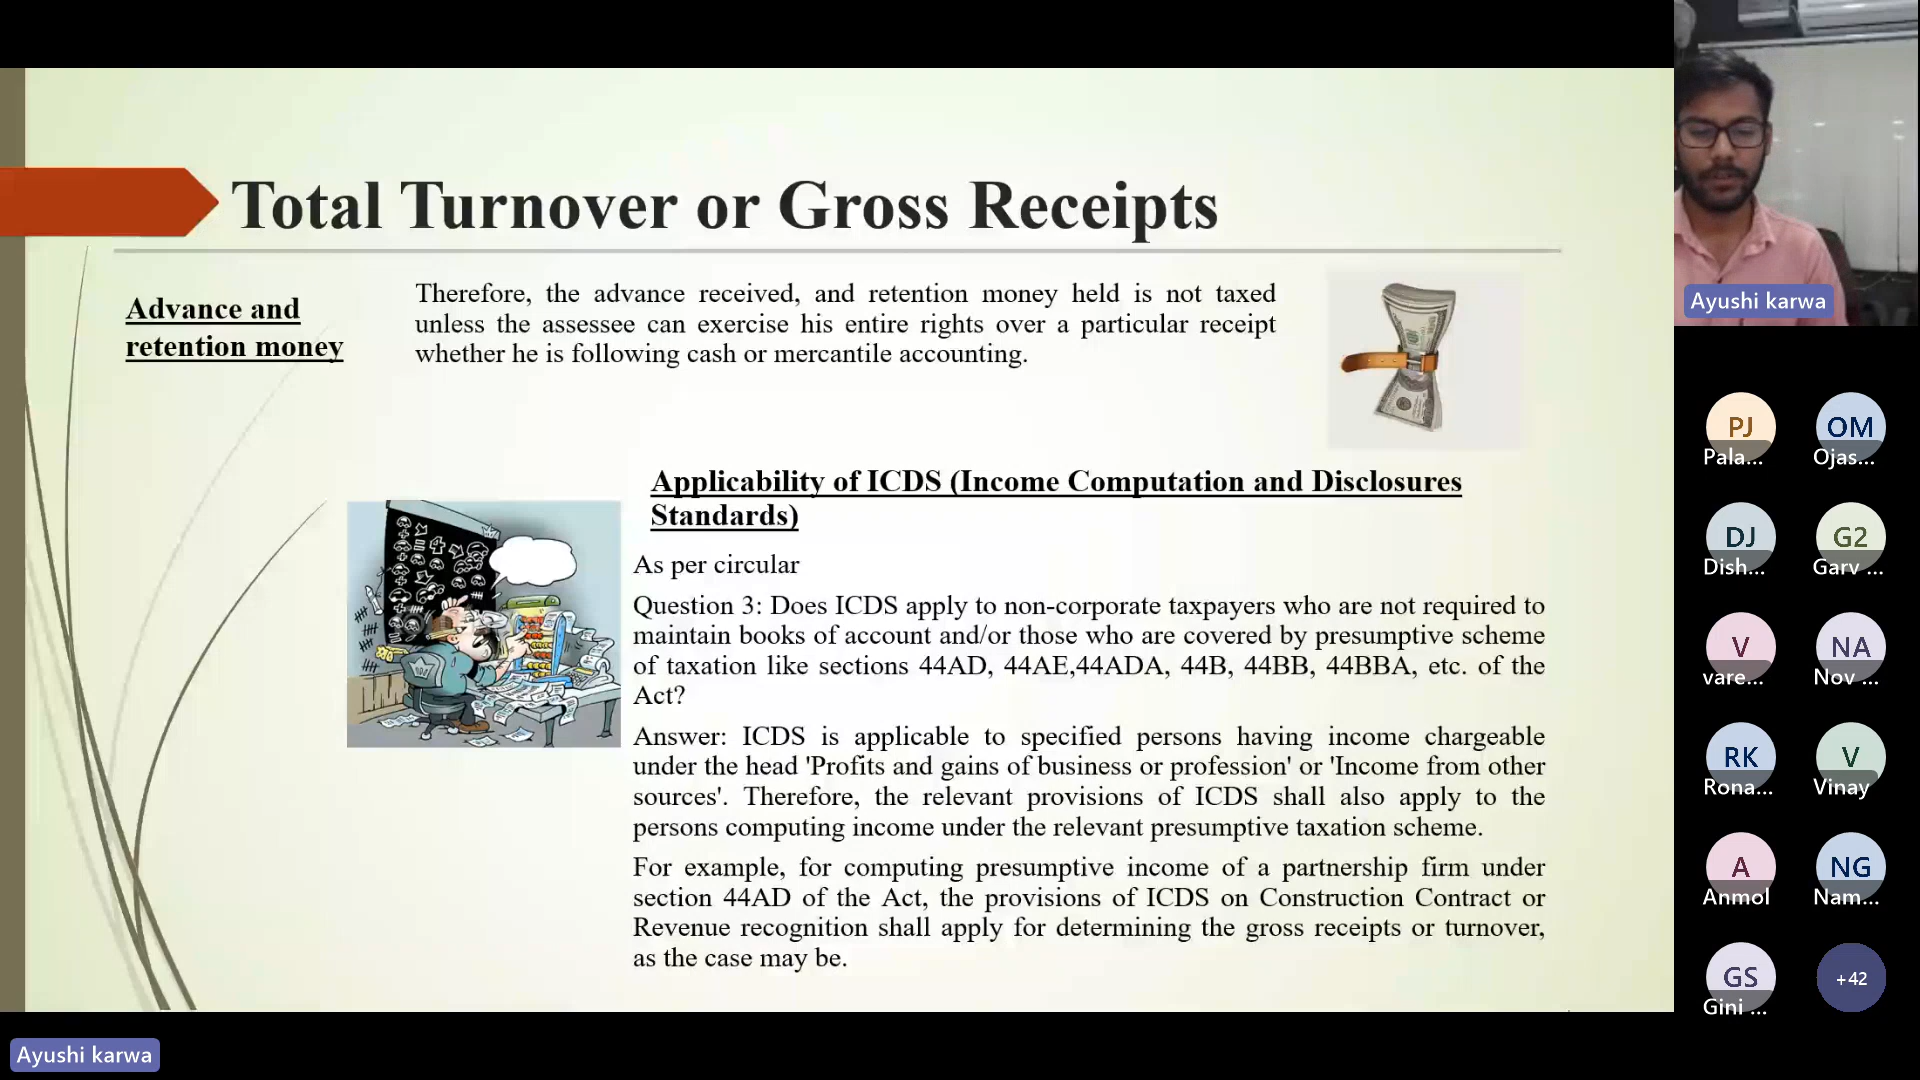 Total Turnover or Gross Receipts
Advance and
retention money
Therefore, the advance received, and retention money held is not taxed
unless the assessee can exercise his entire rights over a particular receipt
whether he is following cash or mercantile accounting.
Applicability of ICDS (Income Computation and Disclosures
Standards)
As per circular
Question 3: Does ICDS apply to non-corporate taxpayers who are not required to
maintain books of account and/or those who are covered by presumptive scheme
of taxation like sections 44AD, 44AE,44ADA, 44B, 44BB, 44BBA, etc. of the
Act?
Answer: ICDS is applicable to specified persons having income chargeable
under the head 'Profits and gains of business or profession' or 'Income from other
sources'. Therefore, the relevant provisions of ICDS shall also apply to the
persons computing income under the relevant presumptive taxation scheme.
For example, for computing presumptive income of a partnership firm under
section 44AD of the Act, the provisions of ICDS on Construction Contract or
Revenue recognition shall apply for determining the gross receipts or turnover,
as the case may be.
Ayushi karwa
Ayushi karwa
PJ
Pala...
OM
Ojas...
DJ
Dish...
G2
Garv ...
V
vare...
NA
Nov ...
RK
Rona...
V
Vinay
A
Anmol
NG
Nam...
GS
Gini ...
+42